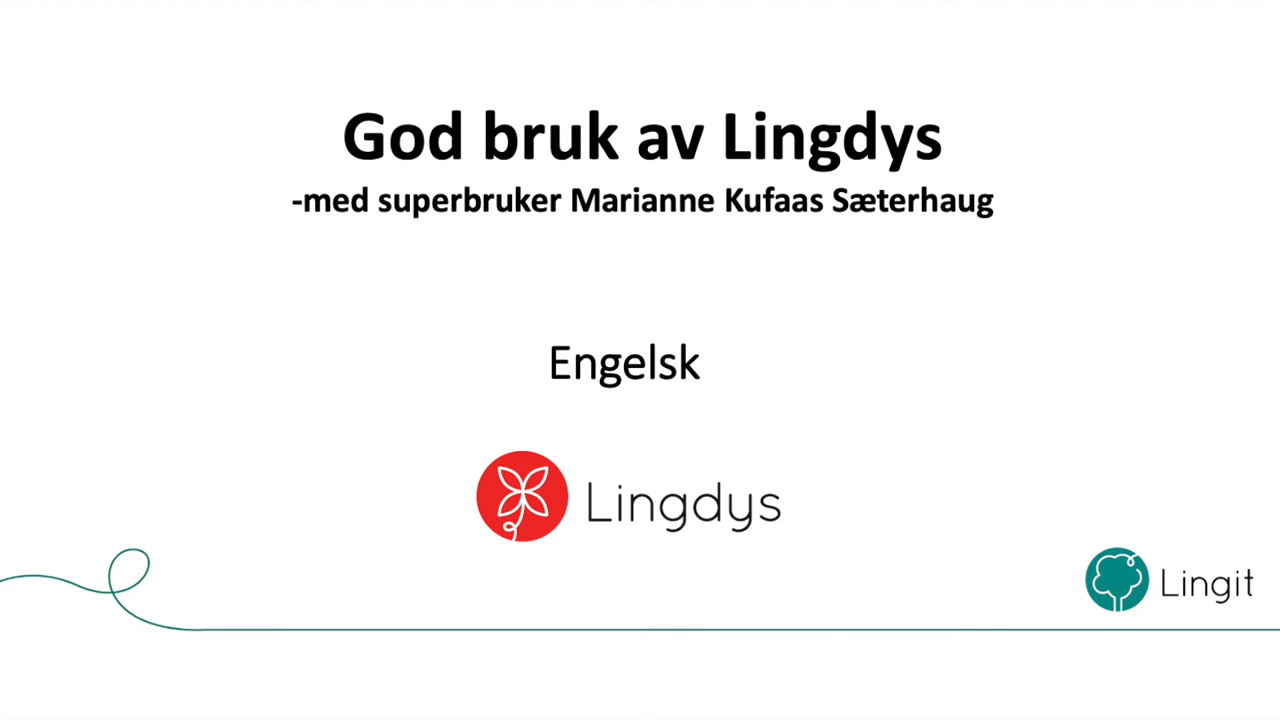 God bruk av Lingdys
-med superbruker Marianne Kufaas Sæterhaug
Engelsk
Lingdys
Lingit